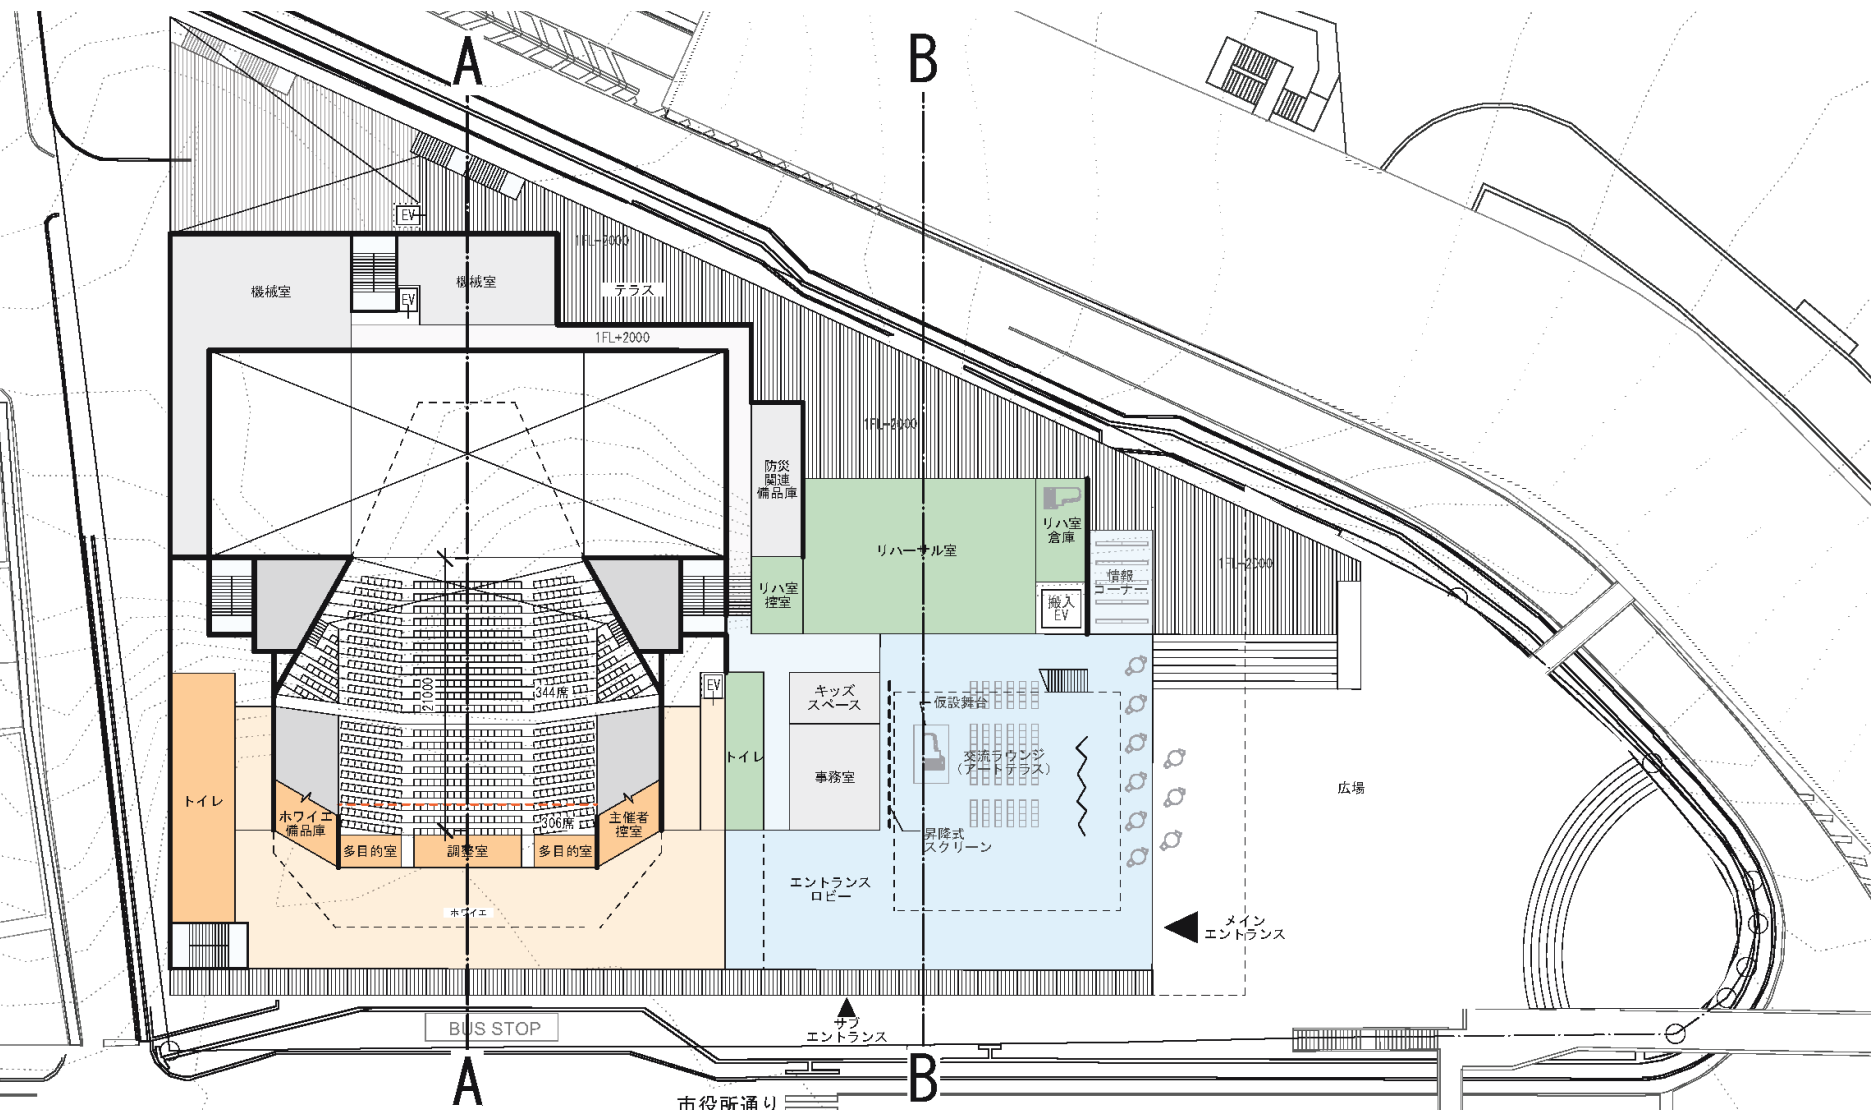 A
B
EV
1FL-2000
機械室
機械室
EV
テラス
1FL+2000
1FL-2000
防災
関連
備品庫
リハーサル室
リハ室
倉庫
情報
コーナー
1FL-2000
リハ室
控室
搬入
EV
21000
344席
EV
キッズ
スペース
仮設舞台
交流ラウンジ
(アートテラス)
トイレ
事務室
広場
トイレ
ホワイエ
備品庫
306席
主催者
控室
多目的室
調整室
多目的室
昇降式
スクリーン
エントランス
ロビー
ホワイエ
メイン
エントランス
BUS STOP
サブ
エントランス
A
B
市役所通り